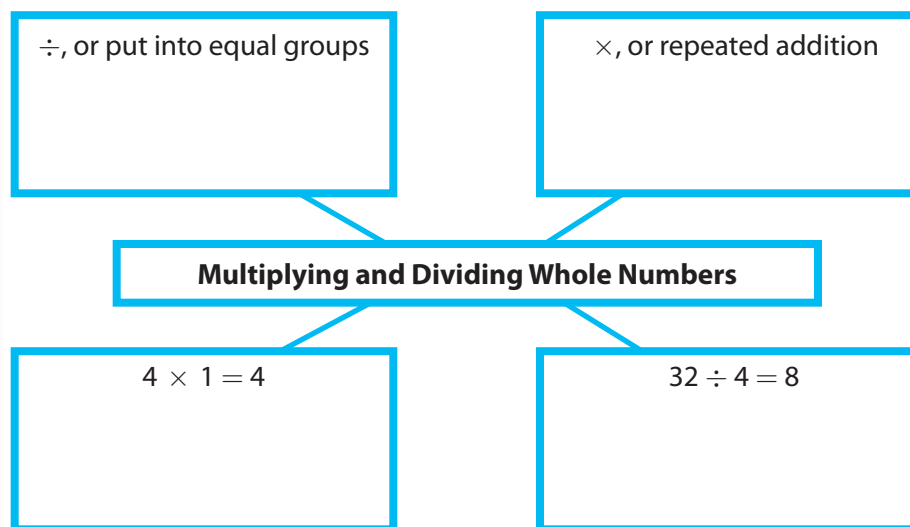 ÷, or put into equal groups
×, or repeated addition
Multiplying and Dividing Whole Numbers
4 × 1 = 4
32 ÷ 4 = 8